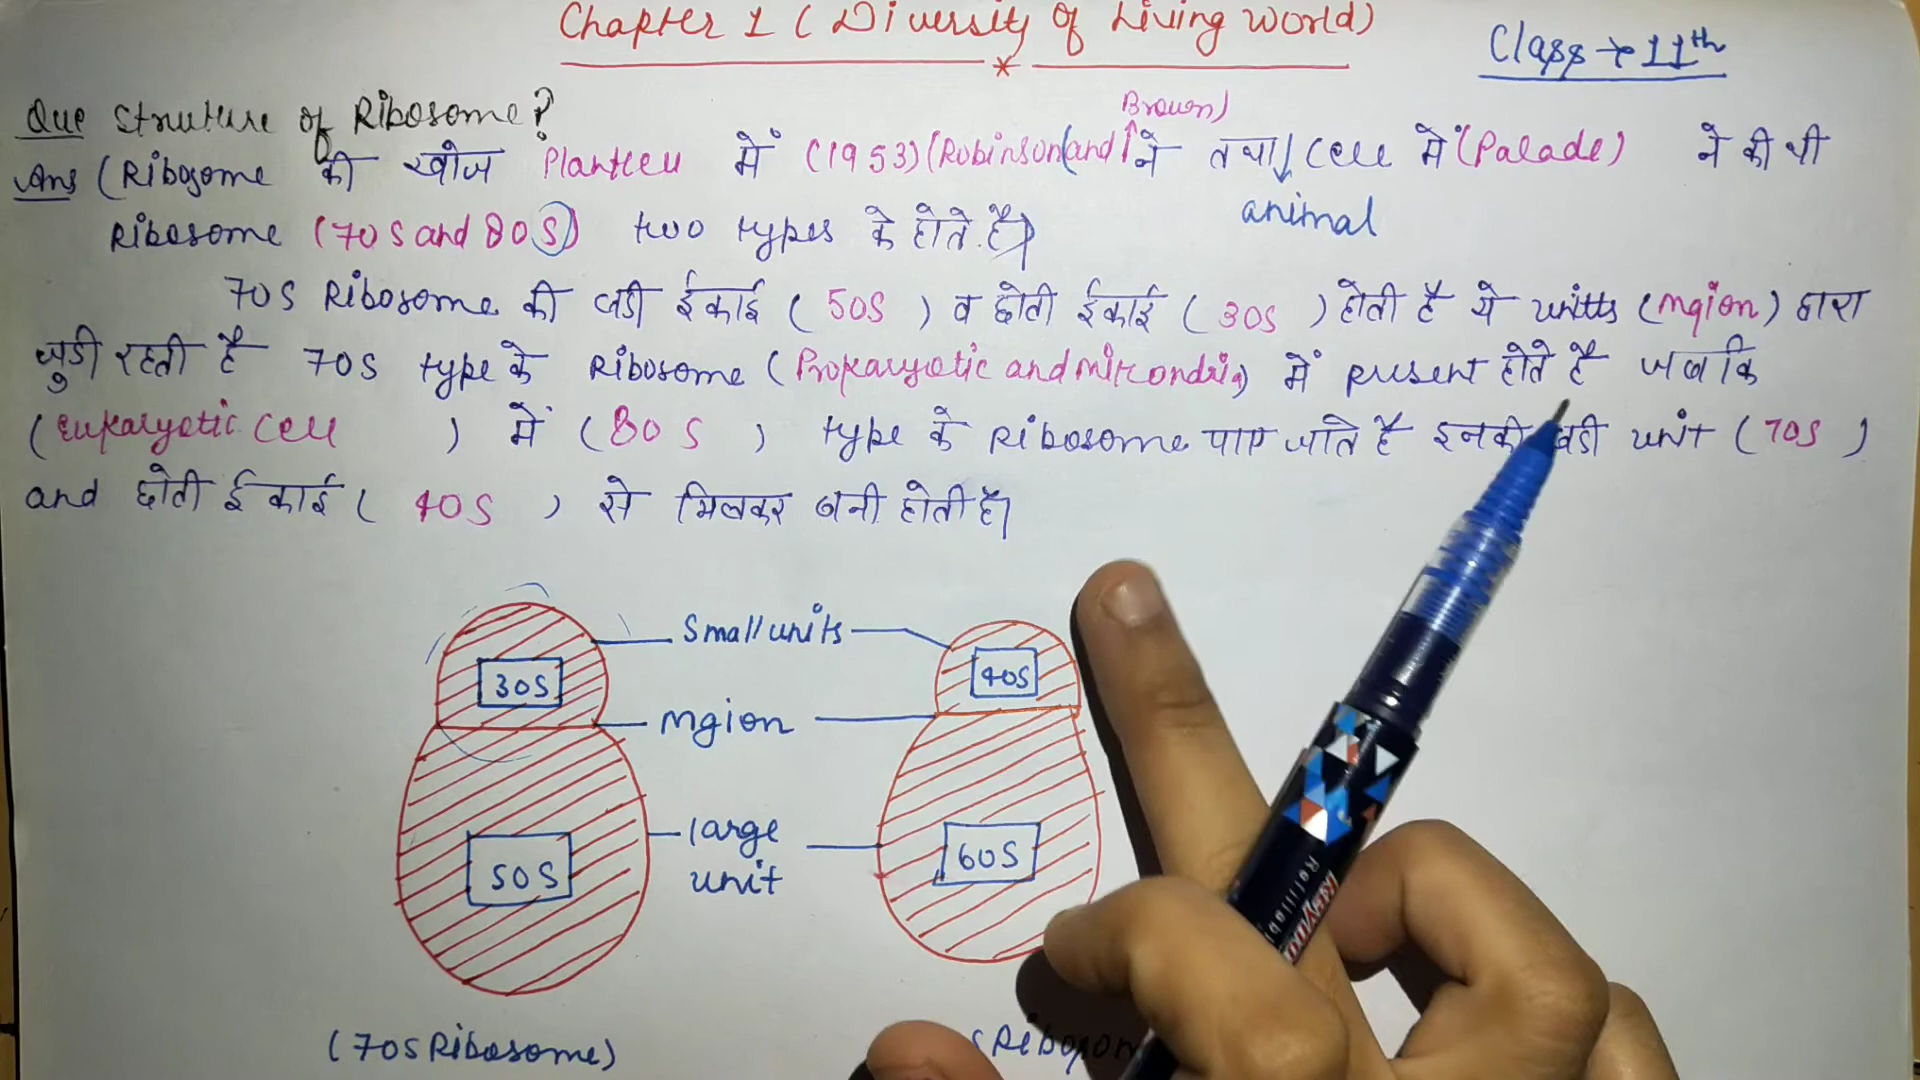 Chapter 1 (Diversity of Living World)
Class → 11th
Que Struture of Ribosome?
Brown)
Ans (Ribosome की खोज Plantcell में (1953) (Robinson(and ने तथा Cell में (Palade) ने की थी
animal
Ribosome (70S and 80S) two types के होते है)
70S Ribosome की बडी ईकाई (50S) व छोती ईकाई (30S) होती है ये units (mgion) द्वारा
जुडी रहती है 70S type के Ribosome (Prokaryotic and mitcondria) में present होते है जबकि
(Eukaryotic Cell) में (80S) type के Ribosome पाए जाते है इनकी बडी unit (70S)
and छोती ईकाई (40S) से मिलकर बनी होती है।
Small units
30S
40S
mgion
large
unit
50S
60S
(70S Ribosome)
S Riboso